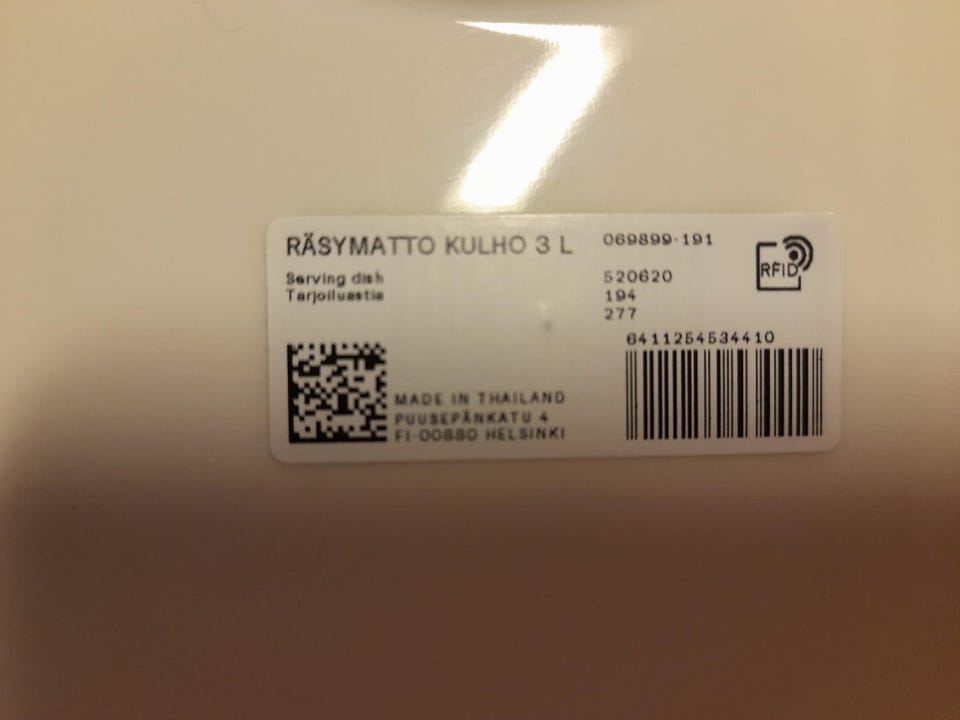 RÄSYMATTO KULHO 3 L
Serving dish
Tarjoiluastia
069899-191
520620
194
277
RFID
6411254534410
MADE IN THAILAND
PUUSEPÄNKATU 4
FI-00880 HELSINKI